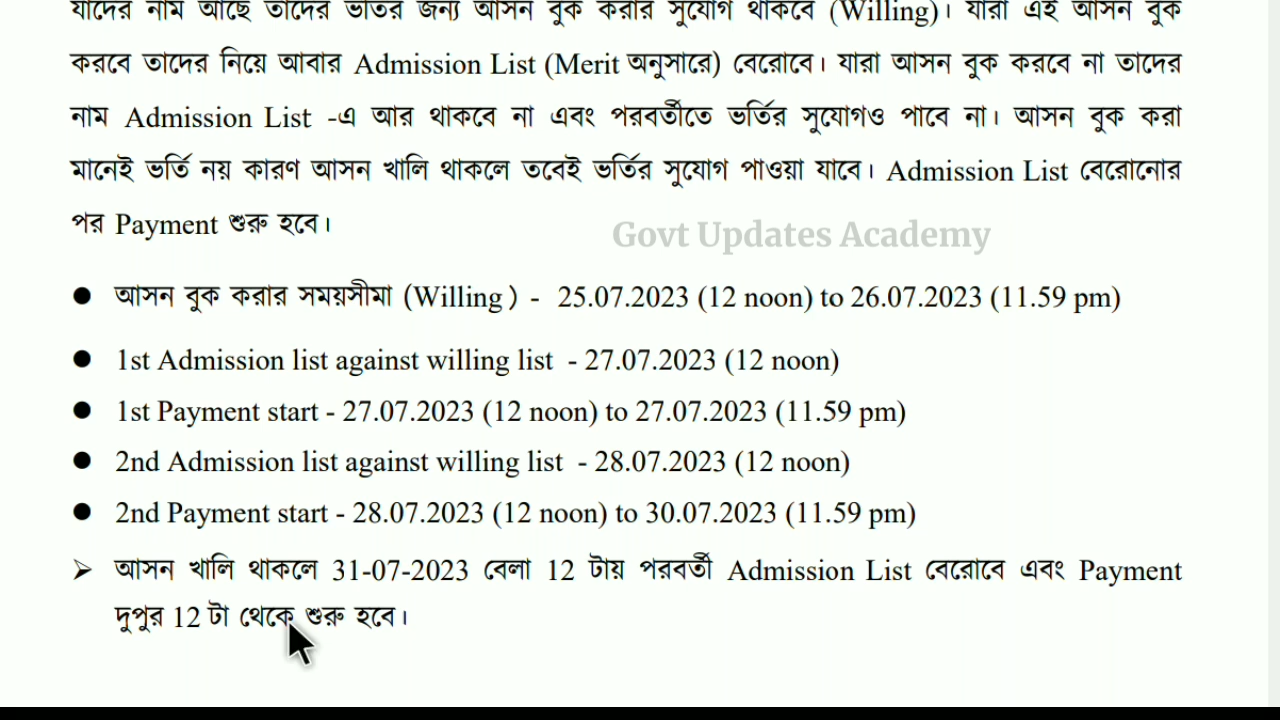 যাদের নাম আছে তাদের ভর্তির জন্য আসন বুক করার সুযোগ থাকবে (Willing)। যারা এই আসন বুক
করবে তাদের নিয়ে আবার Admission List (Merit অনুসারে) বেরোবে। যারা আসন বুক করবে না তাদের
নাম Admission List -এ আর থাকবে না এবং পরবর্তীতে ভর্তির সুযোগও পাবে না। আসন বুক করা
মানেই ভর্তি নয় কারণ আসন খালি থাকলে তবেই ভর্তির সুযোগ পাওয়া যাবে। Admission List বেরোনোর
পর Payment শুরু হবে।
Govt Updates Academy
● আসন বুক করার সময়সীমা (Willing) - 25.07.2023 (12 noon) to 26.07.2023 (11.59 pm)
● 1st Admission list against willing list - 27.07.2023 (12 noon)
● 1st Payment start - 27.07.2023 (12 noon) to 27.07.2023 (11.59 pm)
● 2nd Admission list against willing list - 28.07.2023 (12 noon)
● 2nd Payment start - 28.07.2023 (12 noon) to 30.07.2023 (11.59 pm)
➢ আসন খালি থাকলে 31-07-2023 বেলা 12 টায় পরবর্তী Admission List বেরোবে এবং Payment
দুপুর 12 টা থেকে শুরু হবে।